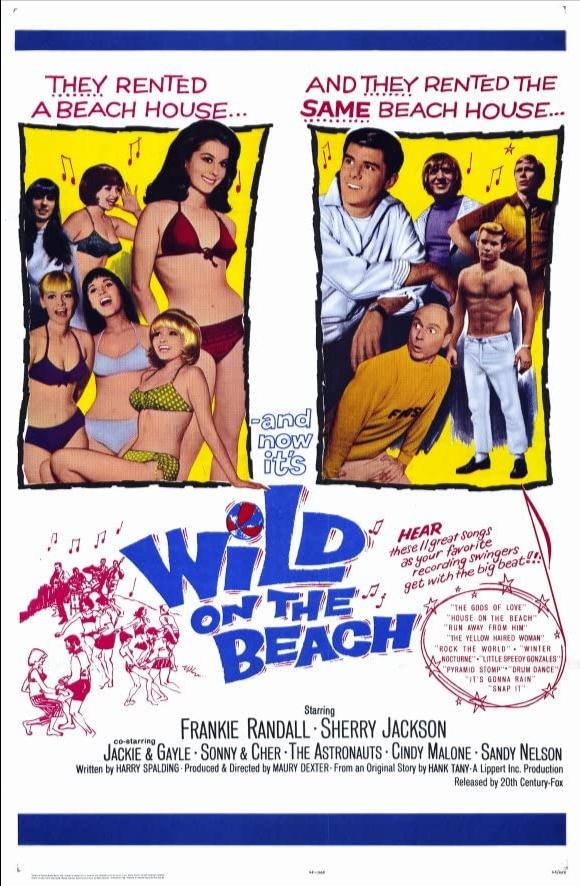 THEY RENTED
A BEACH HOUSE...
AND THEY RENTED THE
SAME BEACH HOUSE...
-and
now
it's
WiLD
ON THE
BEACH
HEAR
these 11 great songs
as your favorite
recording swingers
get with the big beat!!!
"THE GODS OF LOVE"
"HOUSE ON THE BEACH"
"RUN AWAY FROM HIM"
"THE YELLOW HAIRED WOMAN"
"ROCK THE WORLD" • "WINTER
NOCTURNE" • "LITTLE SPEEDY GONZALES"
"PYRAMID STOMP" • "DRUM DANCE"
"IT'S GONNA RAIN"
"SNAP IT"
Starring
FRANKIE RANDALL · SHERRY JACKSON
co-starring
JACKIE & GAYLE · SONNY & CHER · THE ASTRONAUTS · CINDY MALONE · SANDY NELSON
Written by HARRY SPALDING · Produced & Directed by MAURY DEXTER · From an Original Story by HANK TANY · A Lippert Inc. Production
Released by 20th Century-Fox